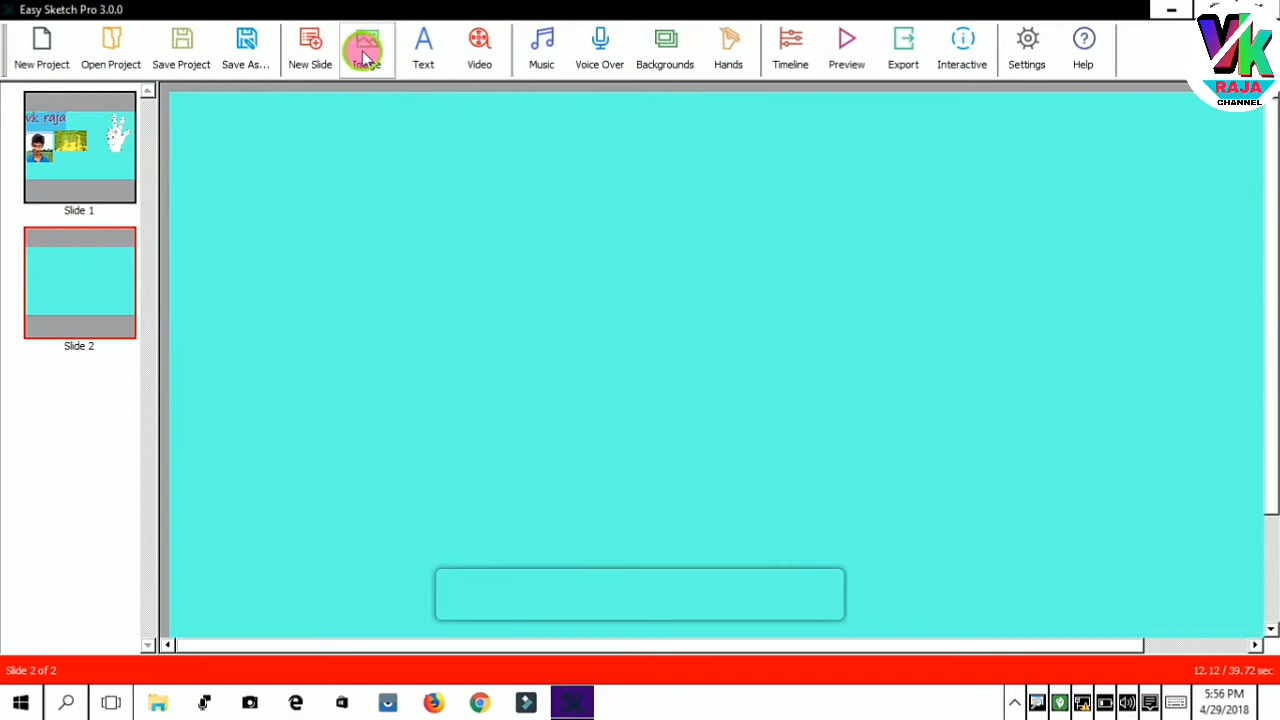 Easy Sketch Pro 3.0.0
New Project Open Project Save Project Save As... New Slide Image Text Video Music Voice Over Backgrounds Hands Timeline Preview Export Interactive Settings Help
VK
RAJA
CHANNEL
vk raja
Slide 1
Slide 2
Slide 2 of 2 12.12 / 39.72 sec
5:56 PM
4/29/2018